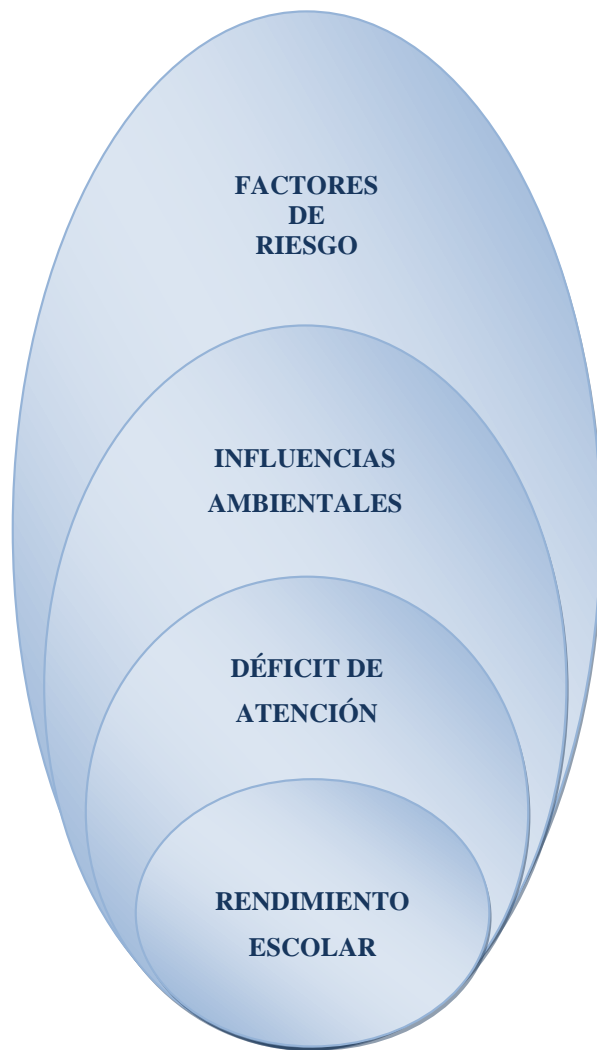 FACTORES
DE
RIESGO
INFLUENCIAS
AMBIENTALES
DÉFICIT DE
ATENCIÓN
RENDIMIENTO
ESCOLAR